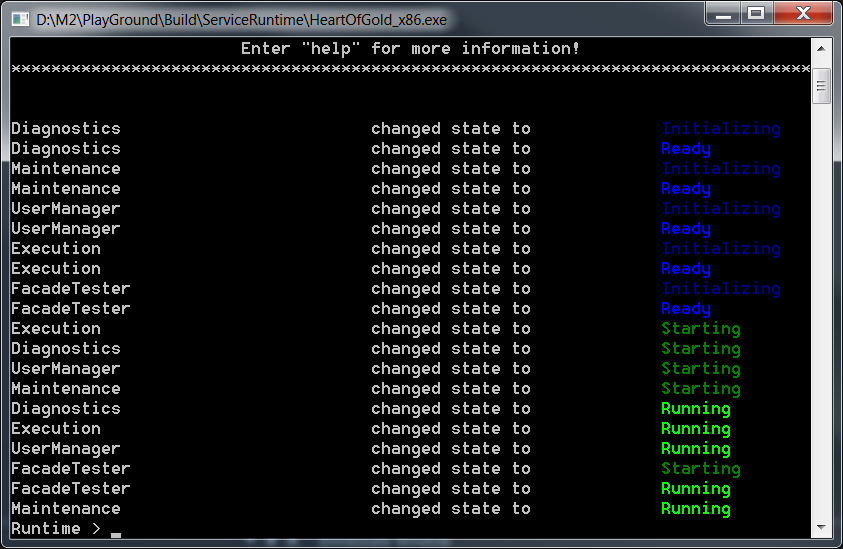 D:\M2\PlayGround\Build\ServiceRuntime\HeartOfGold_x86.exe
Enter "help" for more information!
********************************************************************************
Diagnostics changed state to Initializing
Diagnostics changed state to Ready
Maintenance changed state to Initializing
Maintenance changed state to Ready
UserManager changed state to Initializing
UserManager changed state to Ready
Execution changed state to Initializing
Execution changed state to Ready
FacadeTester changed state to Initializing
FacadeTester changed state to Ready
Execution changed state to Starting
Diagnostics changed state to Starting
UserManager changed state to Starting
Maintenance changed state to Starting
Diagnostics changed state to Running
Execution changed state to Running
UserManager changed state to Running
FacadeTester changed state to Starting
FacadeTester changed state to Running
Maintenance changed state to Running
Runtime > _